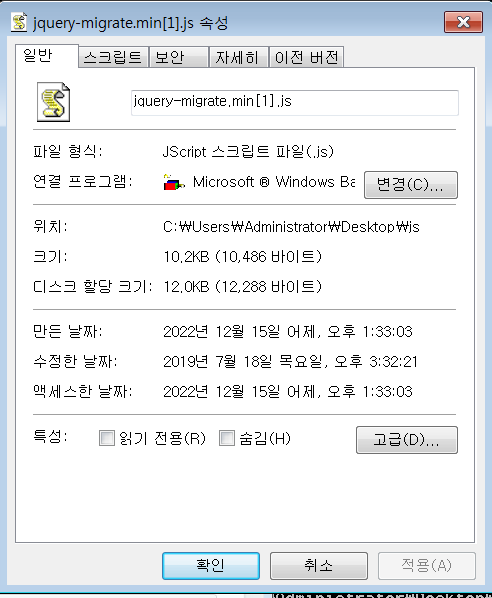 jquery-migrate.min[1].js 속성
일반 스크립트 보안 자세히 이전 버전
jquery-migrate.min[1].js
파일 형식: JScript 스크립트 파일(.js)
연결 프로그램: Microsoft ® Windows Ba 변경(C)...
위치: C:₩Users₩Administrator₩Desktop₩js
크기: 10.2KB (10,486 바이트)
디스크 할당 크기: 12.0KB (12,288 바이트)
만든 날짜: 2022년 12월 15일 어제, 오후 1:33:03
수정한 날짜: 2019년 7월 18일 목요일, 오후 3:32:21
액세스한 날짜: 2022년 12월 15일 어제, 오후 1:33:03
특성: 읽기 전용(R) 숨김(H) 고급(D)...
확인 취소 적용(A)